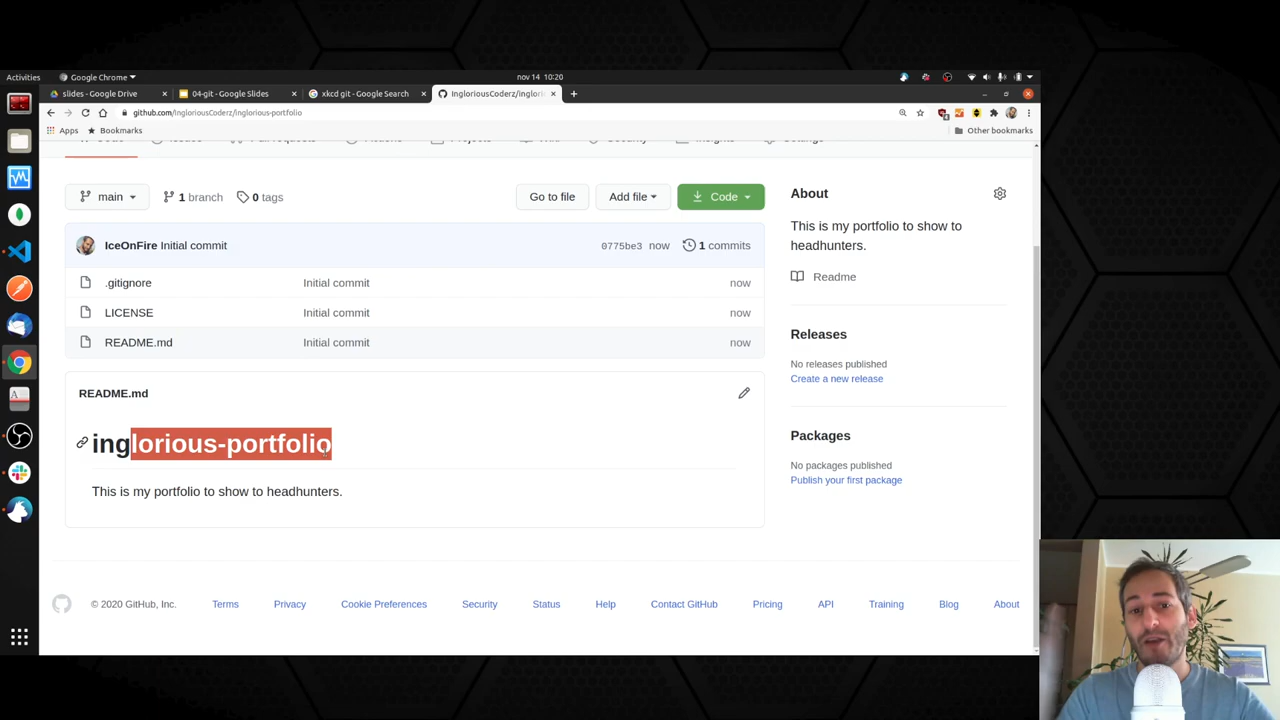 Activities
Google Chrome
nov 14 10:20
slides - Google Drive
04-git - Google Slides
xkcd git - Google Search
IngloriousCoderz/inglori
github.com/IngloriousCoderz/inglorious-portfolio
Apps
Bookmarks
Other bookmarks
main
1 branch
0 tags
Go to file
Add file
Code
IceOnFire Initial commit
0775be3 now
1 commits
.gitignore
Initial commit
now
LICENSE
Initial commit
now
README.md
Initial commit
now
README.md
inglorious-portfolio
This is my portfolio to show to headhunters.
About
This is my portfolio to show to
headhunters.
Readme
Releases
No releases published
Create a new release
Packages
No packages published
Publish your first package
© 2020 GitHub, Inc.
Terms
Privacy
Cookie Preferences
Security
Status
Help
Contact GitHub
Pricing
API
Training
Blog
About